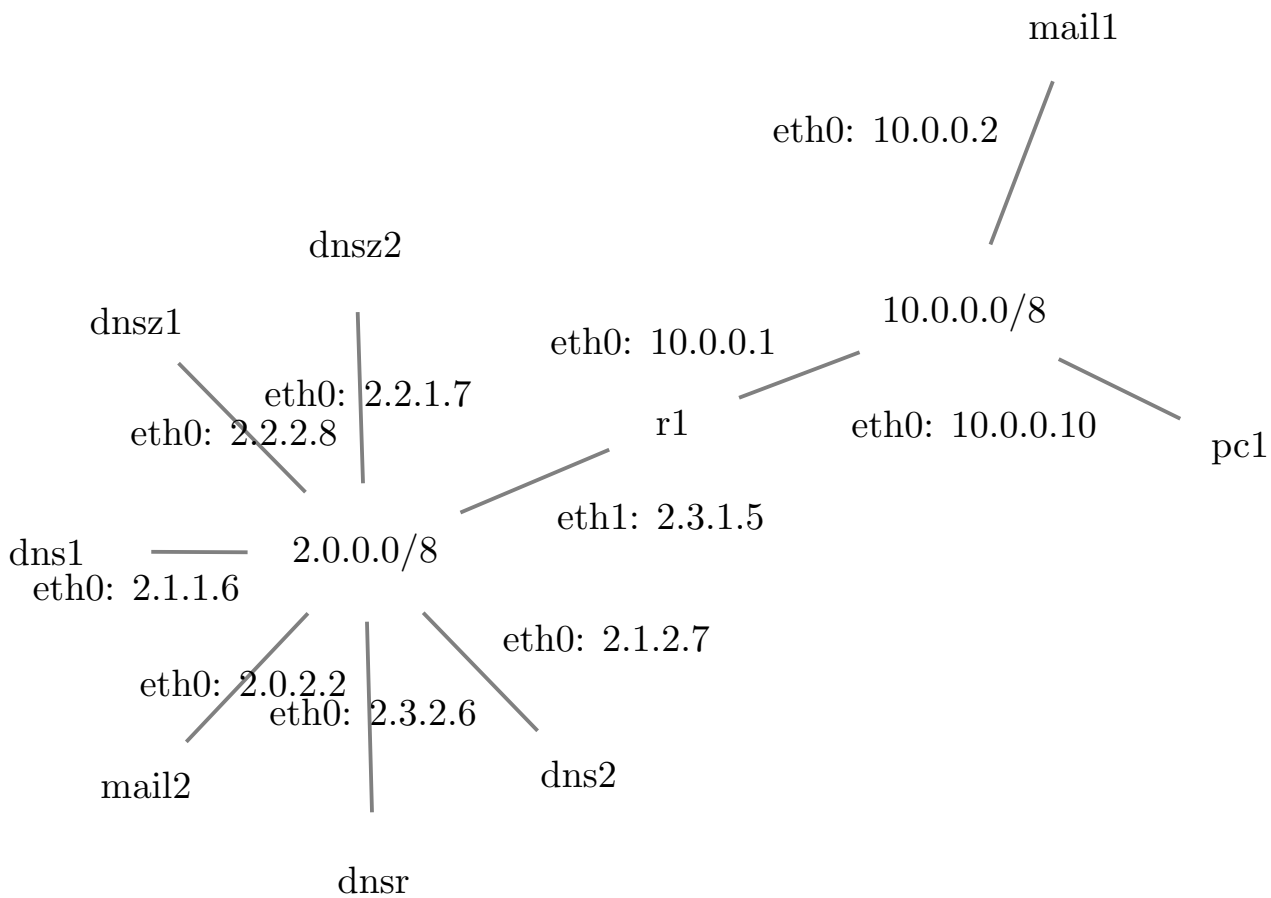 mail1
eth0: 10.0.0.2
dnsz2
10.0.0.0/8
dnsz1
eth0: 10.0.0.1
eth0: 2.2.1.7
r1
eth0: 10.0.0.10
eth0: 2.2.2.8
pc1
eth1: 2.3.1.5
dns1
2.0.0.0/8
eth0: 2.1.1.6
eth0: 2.1.2.7
eth0: 2.0.2.2
eth0: 2.3.2.6
dns2
mail2
dnsr